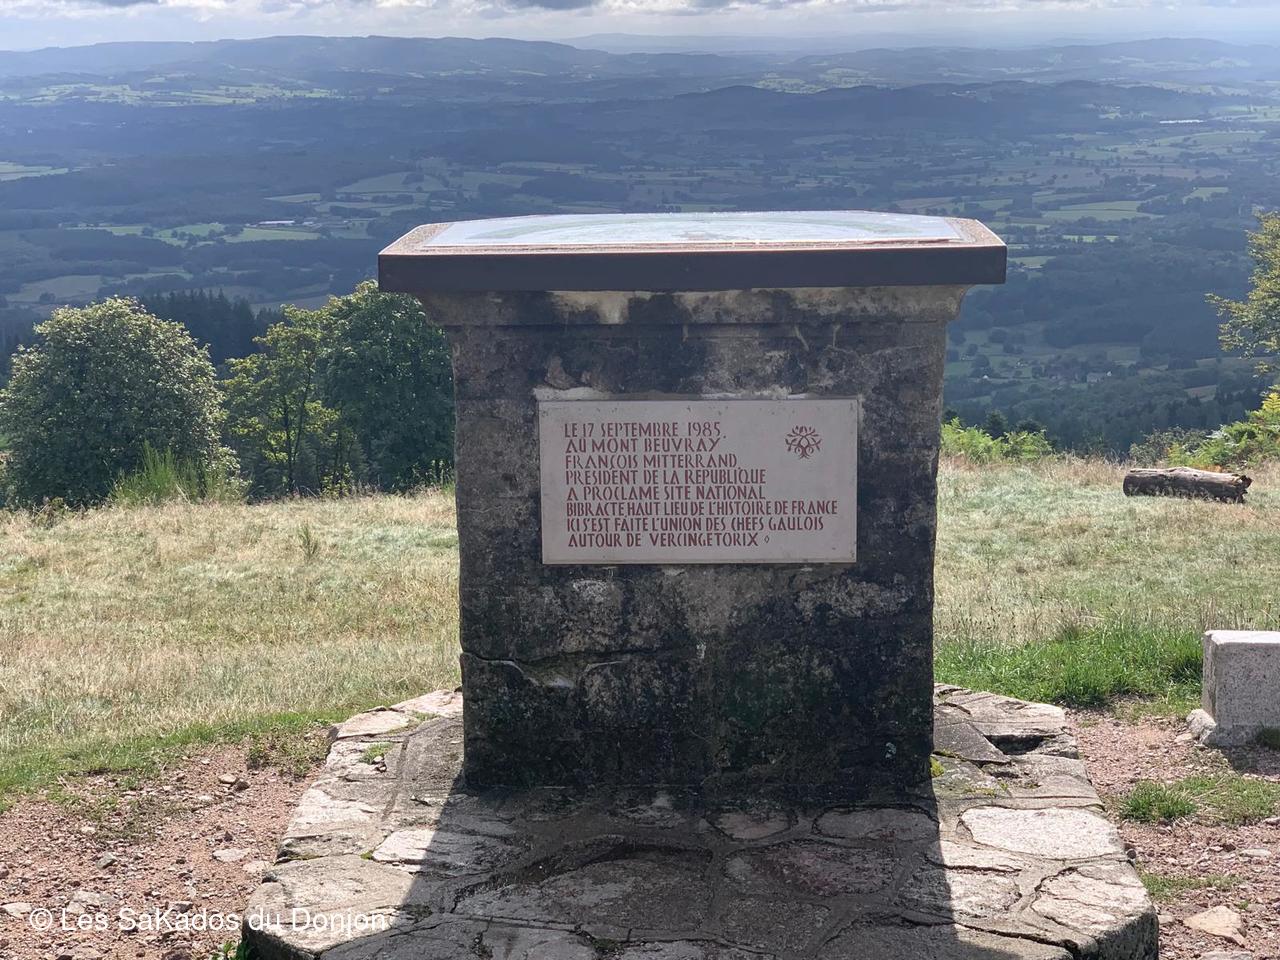 LE 17 SEPTEMBRE 1985,
AU MONT BEUVRAY,
FRANÇOIS MITTERRAND,
PRESIDENT DE LA REPUBLIQUE
A PROCLAME SITE NATIONAL
BIBRACTE, HAUT LIEU DE L'HISTOIRE DE FRANCE
ICI S'EST FAITE L'UNION DES CHEFS GAULOIS
AUTOUR DE VERCINGETORIX ◊
© Les SaKados du Donjon